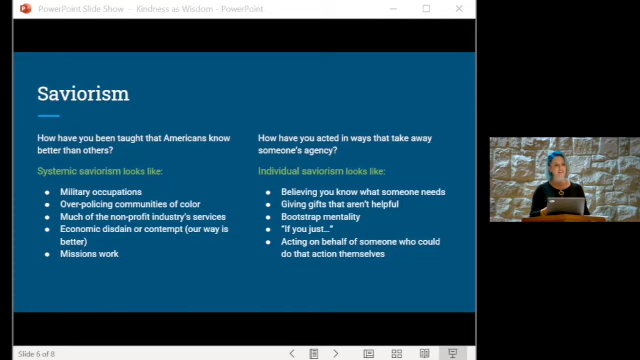 PowerPoint Slide Show - Kindness as Wisdom - PowerPoint
Saviorism
How have you been taught that Americans know
better than others?
Systemic saviorism looks like:
Military occupations
Over-policing communities of color
Much of the non-profit industry's services
Economic disdain or contempt (our way is
better)
Missions work
How have you acted in ways that take away
someone's agency?
Individual saviorism looks like:
Believing you know what someone needs
Giving gifts that aren't helpful
Bootstrap mentality
"If you just..."
Acting on behalf of someone who could
do that action themselves
Slide 6 of 8